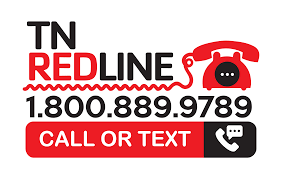 TN
REDLINE
1.800.889.9789
CALL OR TEXT